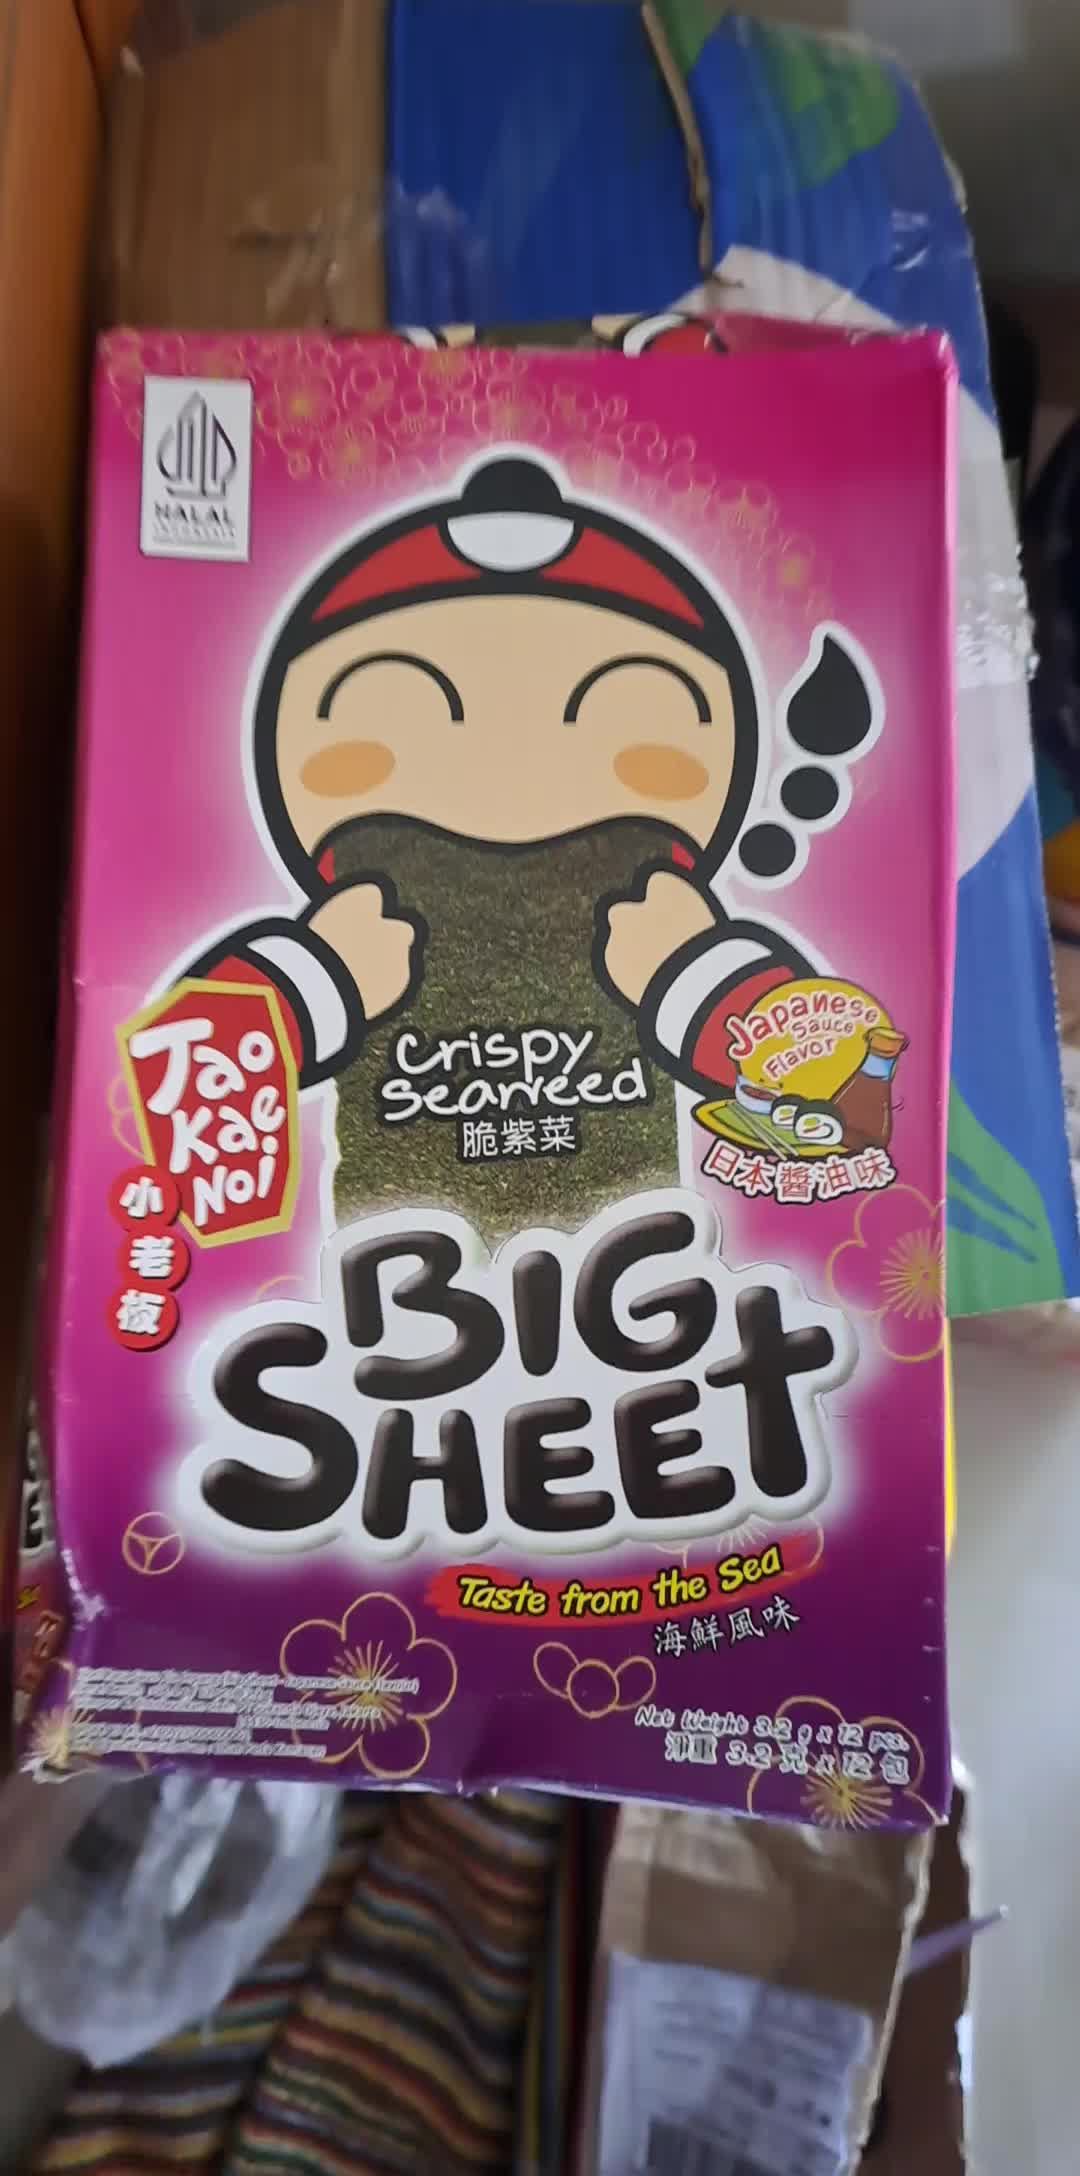 HALAL
INDONESIA
Crispy
Seaweed
脆紫菜
Japanese
Sauce
Flavor
日本醬油味
Tao
Kae
Noi
小
老
板
BIG
SHEET
Taste from the Sea
海鮮風味
Net Weight 3.2 g x 12 pcs.
淨重 3.2 克 x 12 包